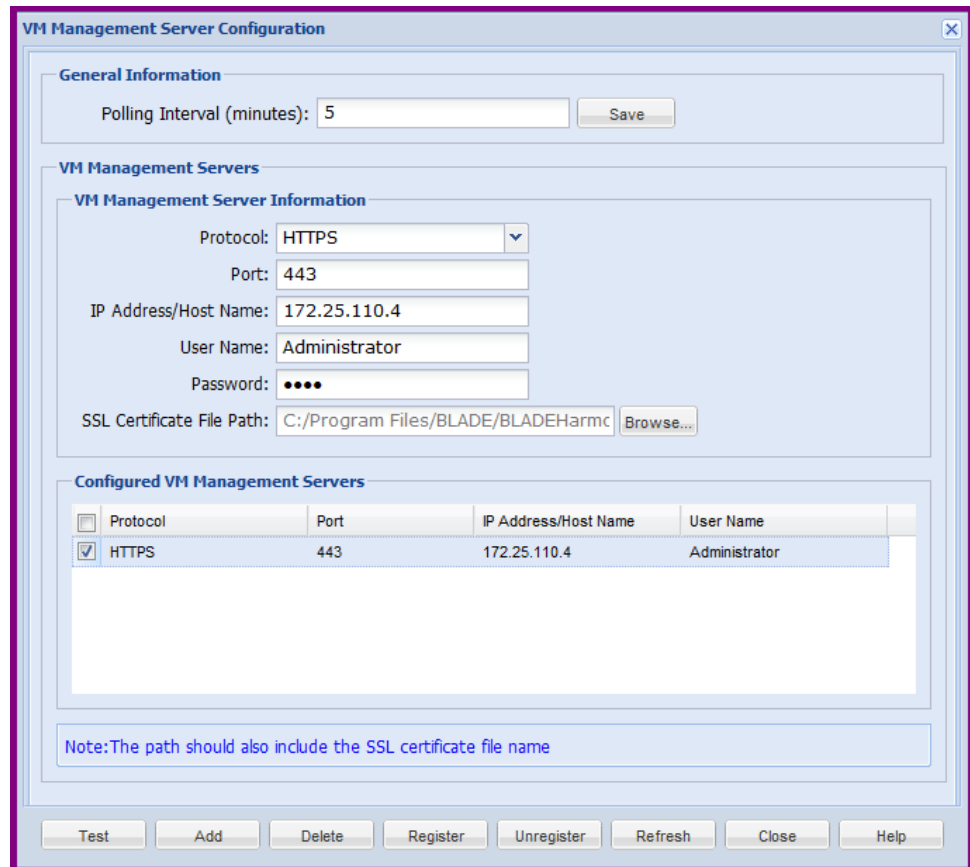 VM Management Server Configuration
General Information
Polling Interval (minutes): 5 Save
VM Management Servers
VM Management Server Information
Protocol: HTTPS
Port: 443
IP Address/Host Name: 172.25.110.4
User Name: Administrator
Password: ••••
SSL Certificate File Path: C:/Program Files/BLADE/BLADEHarmo Browse...
Configured VM Management Servers
Protocol Port IP Address/Host Name User Name
HTTPS 443 172.25.110.4 Administrator
Note:The path should also include the SSL certificate file name
Test Add Delete Register Unregister Refresh Close Help